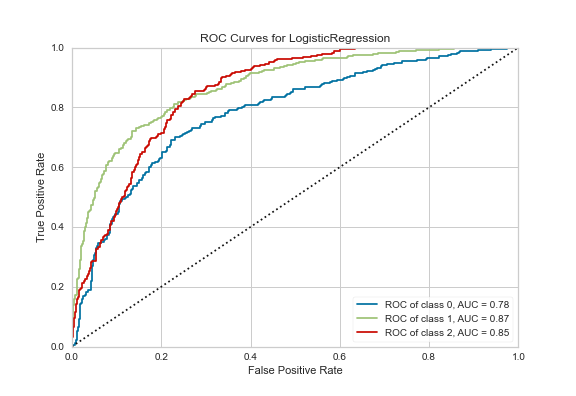 ROC Curves for LogisticRegression
1.0
0.8
0.6
0.4
0.2
0.0
True Positive Rate
ROC of class 0, AUC = 0.78
ROC of class 1, AUC = 0.87
ROC of class 2, AUC = 0.85
0.0 0.2 0.4 0.6 0.8 1.0
False Positive Rate